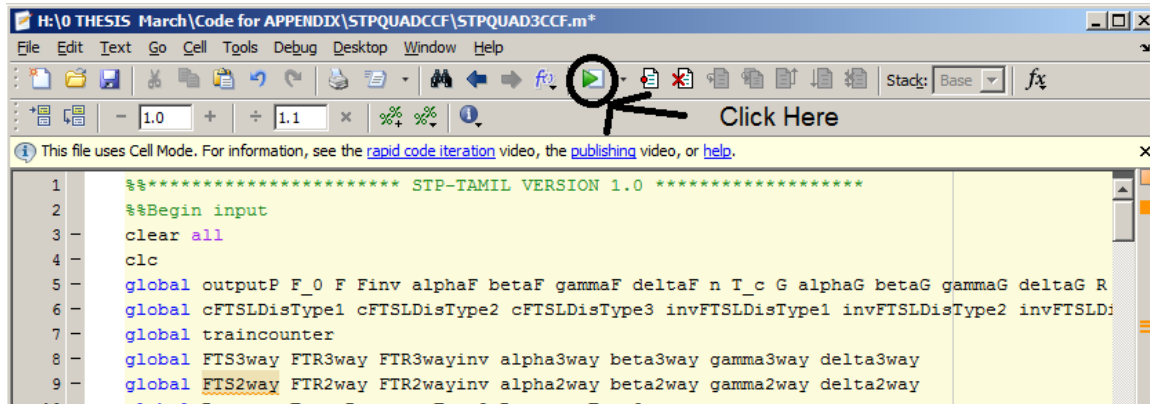 H:\0 THESIS March\Code for APPENDIX\STPQUADCCF\STPQUAD3CCF.m*
File Edit Text Go Cell Tools Debug Desktop Window Help
Stack: Base fx
- 1.0 + ÷ 1.1 × Click Here
This file uses Cell Mode. For information, see the rapid code iteration video, the publishing video, or help.
1 %%*********************** STP-TAMIL VERSION 1.0 *******************
2 %%Begin input
3 - clear all
4 - clc
5 - global outputP F_0 F Finv alphaF betaF gammaF deltaF n T_c G alphaG betaG gammaG deltaG R
6 - global cFTSLDisType1 cFTSLDisType2 cFTSLDisType3 invFTSLDisType1 invFTSLDisType2 invFTSLDi
7 - global traincounter
8 - global FTS3way FTR3way FTR3wayinv alpha3way beta3way gamma3way delta3way
9 - global FTS2way FTR2way FTR2wayinv alpha2way beta2way gamma2way delta2way